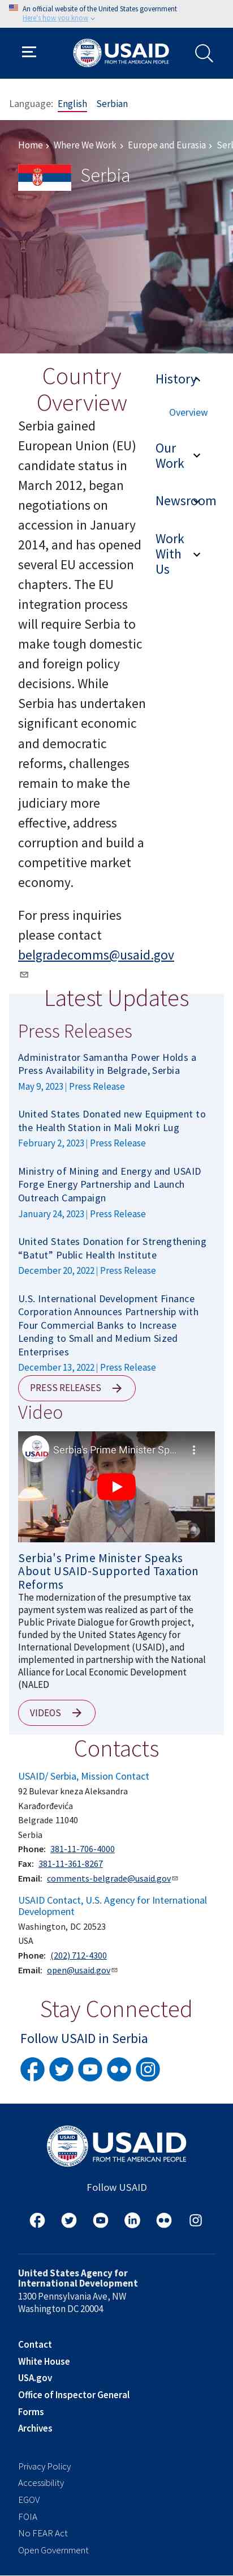 An official website of the United States government
Here's how you know
USAID
FROM THE AMERICAN PEOPLE
Language: English Serbian
Home Where We Work Europe and Eurasia Ser
Serbia
Country
Overview
Serbia gained
European Union (EU)
candidate status in
March 2012, began
negotiations on
accession in January
2014, and has opened
several EU accession
chapters. The EU
integration process
will require Serbia to
make tough domestic
and foreign policy
decisions. While
Serbia has undertaken
significant economic
and democratic
reforms, challenges
remain to make the
judiciary more
effective, address
corruption and build a
competitive market
economy.
For press inquiries
please contact
belgradecomms@usaid.gov
History
Overview
Our
Work
Newsroom
Work
With
Us
Latest Updates
Press Releases
Administrator Samantha Power Holds a
Press Availability in Belgrade, Serbia
May 9, 2023 | Press Release
United States Donated new Equipment to
the Health Station in Mali Mokri Lug
February 2, 2023 | Press Release
Ministry of Mining and Energy and USAID
Forge Energy Partnership and Launch
Outreach Campaign
January 24, 2023 | Press Release
United States Donation for Strengthening
“Batut” Public Health Institute
December 20, 2022 | Press Release
U.S. International Development Finance
Corporation Announces Partnership with
Four Commercial Banks to Increase
Lending to Small and Medium Sized
Enterprises
December 13, 2022 | Press Release
PRESS RELEASES
Video
USAID
Serbia's Prime Minister Sp...
Serbia's Prime Minister Speaks
About USAID-Supported Taxation
Reforms
The modernization of the presumptive tax
payment system was realized as part of the
Public Private Dialogue for Growth project,
funded by the United States Agency for
International Development (USAID), and
implemented in partnership with the National
Alliance for Local Economic Development
(NALED
VIDEOS
Contacts
USAID/ Serbia, Mission Contact
92 Bulevar kneza Aleksandra
Karađorđevića
Belgrade 11040
Serbia
Phone: 381-11-706-4000
Fax: 381-11-361-8267
Email: comments-belgrade@usaid.gov
USAID Contact, U.S. Agency for International
Development
Washington, DC 20523
USA
Phone: (202) 712-4300
Email: open@usaid.gov
Stay Connected
Follow USAID in Serbia
USAID
FROM THE AMERICAN PEOPLE
Follow USAID
United States Agency for
International Development
1300 Pennsylvania Ave, NW
Washington DC 20004
Contact
White House
USA.gov
Office of Inspector General
Forms
Archives
Privacy Policy
Accessibility
EGOV
FOIA
No FEAR Act
Open Government